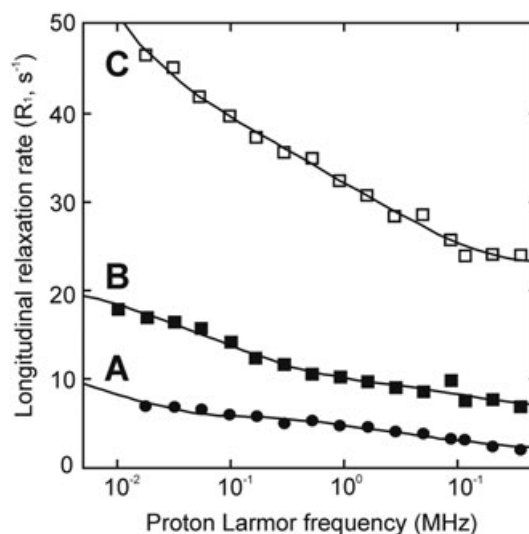 Longitudinal relaxation rate (R₁, s⁻¹)
50
40
30
20
10
0
C
B
A
10⁻² 10⁻¹ 10⁰ 10⁻¹
Proton Larmor frequency (MHz)